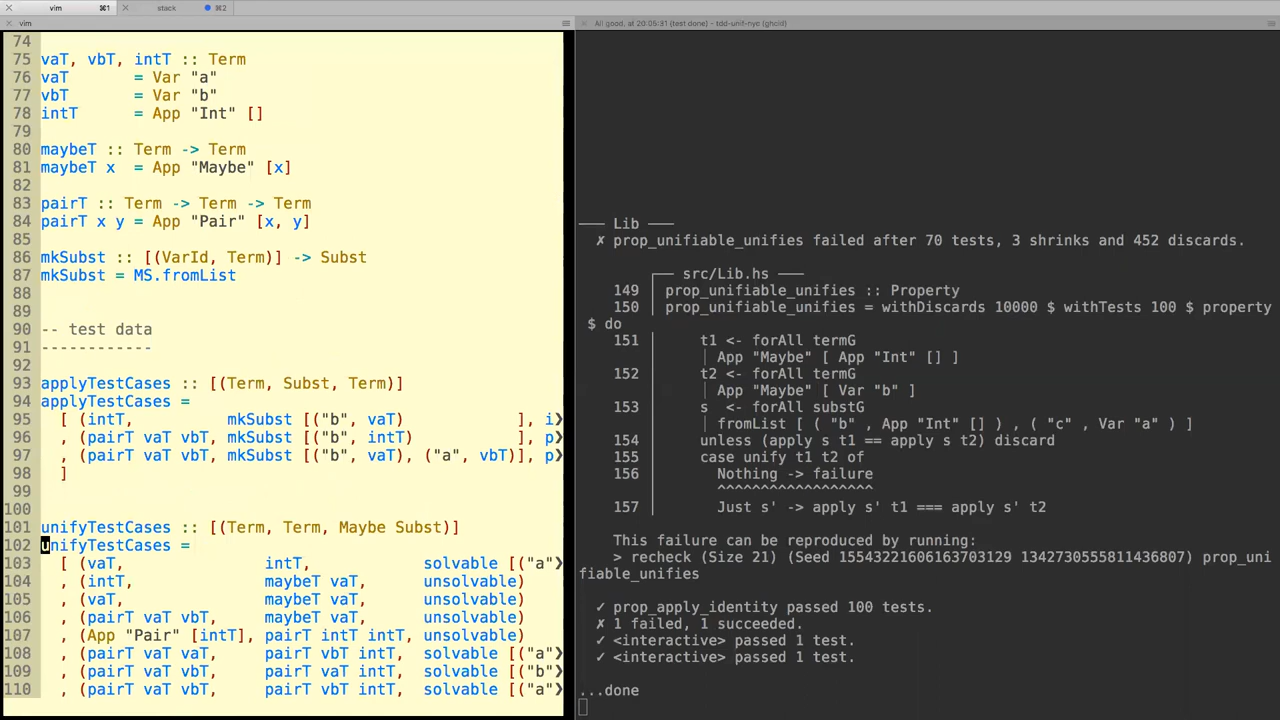 vim ⌘1 stack ⌘2
vim
74
75 vaT, vbT, intT :: Term
76 vaT = Var "a"
77 vbT = Var "b"
78 intT = App "Int" []
79
80 maybeT :: Term -> Term
81 maybeT x = App "Maybe" [x]
82
83 pairT :: Term -> Term -> Term
84 pairT x y = App "Pair" [x, y]
85
86 mkSubst :: [(VarId, Term)] -> Subst
87 mkSubst = MS.fromList
88
89
90 -- test data
91 ------------
92
93 applyTestCases :: [(Term, Subst, Term)]
94 applyTestCases =
95 [ (intT, mkSubst [("b", vaT) ], i
96 , (pairT vaT vbT, mkSubst [("b", intT) ], p
97 , (pairT vaT vbT, mkSubst [("b", vaT), ("a", vbT)], p
98 ]
99
100
101 unifyTestCases :: [(Term, Term, Maybe Subst)]
102 unifyTestCases =
103 [ (vaT, intT, solvable [("a"
104 , (intT, maybeT vaT, unsolvable)
105 , (vaT, maybeT vaT, unsolvable)
106 , (pairT vaT vbT, maybeT vaT, unsolvable)
107 , (App "Pair" [intT], pairT intT intT, unsolvable)
108 , (pairT vaT vbT, pairT vbT intT, solvable [("a"
109 , (pairT vaT vbT, pairT vaT intT, solvable [("b"
110 , (pairT vaT vbT, pairT vbT intT, solvable [("a"
All good, at 20:05:31 (test done) - tdd-unif-nyc (ghcid)
─── Lib ───
✗ prop_unifiable_unifies failed after 70 tests, 3 shrinks and 452 discards.
┌── src/Lib.hs ───
149 │ prop_unifiable_unifies :: Property
150 │ prop_unifiable_unifies = withDiscards 10000 $ withTests 100 $ property
$ do
151 │ t1 <- forAll termG
│ App "Maybe" [ App "Int" [] ]
152 │ t2 <- forAll termG
│ App "Maybe" [ Var "b" ]
153 │ s <- forAll substG
│ fromList [ ( "b" , App "Int" [] ) , ( "c" , Var "a" ) ]
154 │ unless (apply s t1 == apply s t2) discard
155 │ case unify t1 t2 of
156 │ Nothing -> failure
│ ^^^^^^^^^^^^^^^^^^
157 │ Just s' -> apply s' t1 === apply s' t2
This failure can be reproduced by running:
> recheck (Size 21) (Seed 15543221606163703129 1342730555811436807) prop_uni
fiable_unifies
✓ prop_apply_identity passed 100 tests.
✗ 1 failed, 1 succeeded.
✓ <interactive> passed 1 test.
✓ <interactive> passed 1 test.
...done